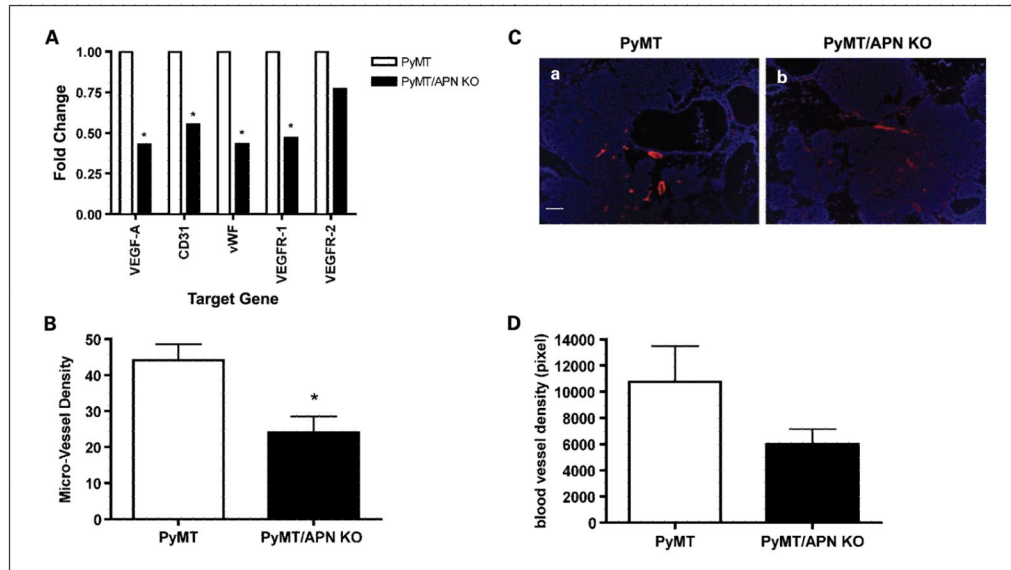 A
1.00
0.75
0.50
0.25
0.00
Fold Change
* * * *
VEGF-A
CD31
vWF
VEGFR-1
VEGFR-2
Target Gene
PyMT
PyMT/APN KO
C
PyMT PyMT/APN KO
a b
B
50
40
30
20
10
0
Micro-Vessel Density
*
PyMT PyMT/APN KO
D
14000
12000
10000
8000
6000
4000
2000
0
blood vessel density (pixel)
PyMT PyMT/APN KO